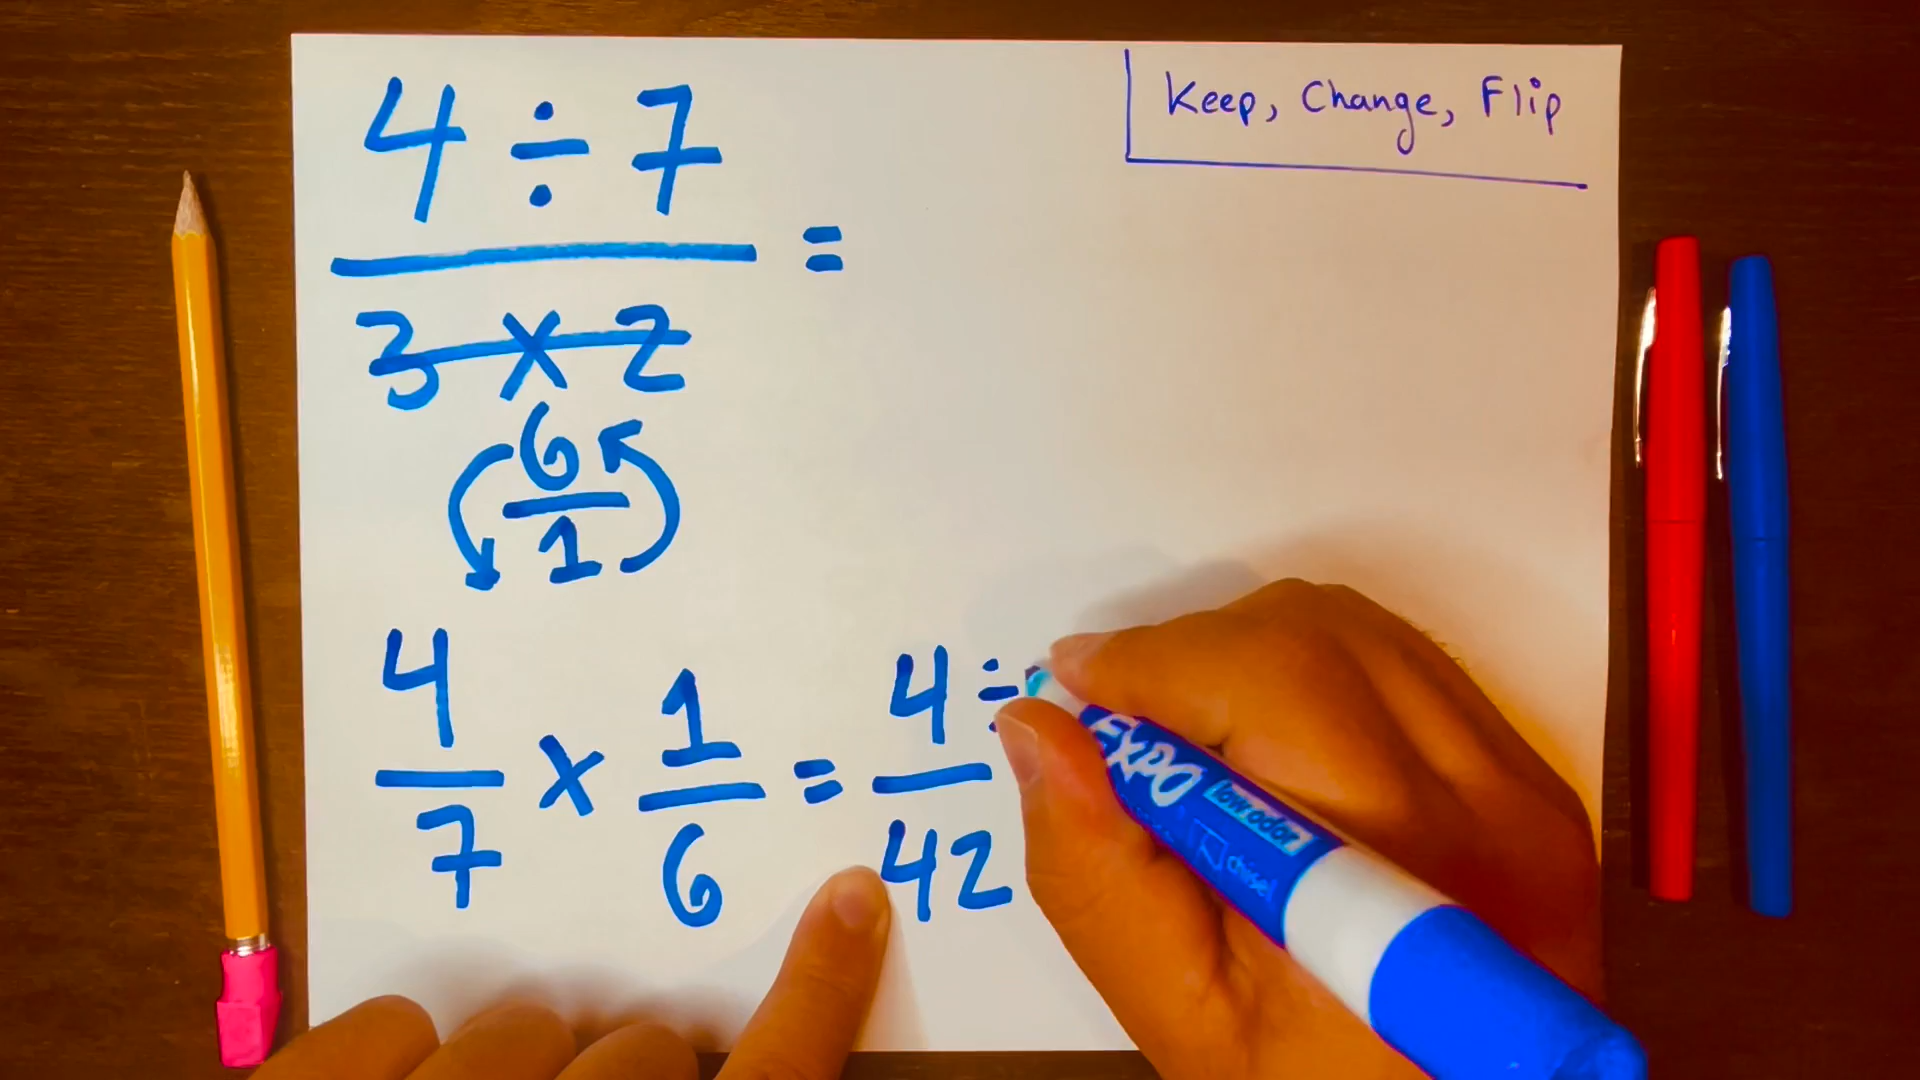 Keep, Change, Flip
4 ÷ 7
=
3 x 2
6
1
4 1 4 ÷
x =
7 6 42
EXPO
low odor
chisel